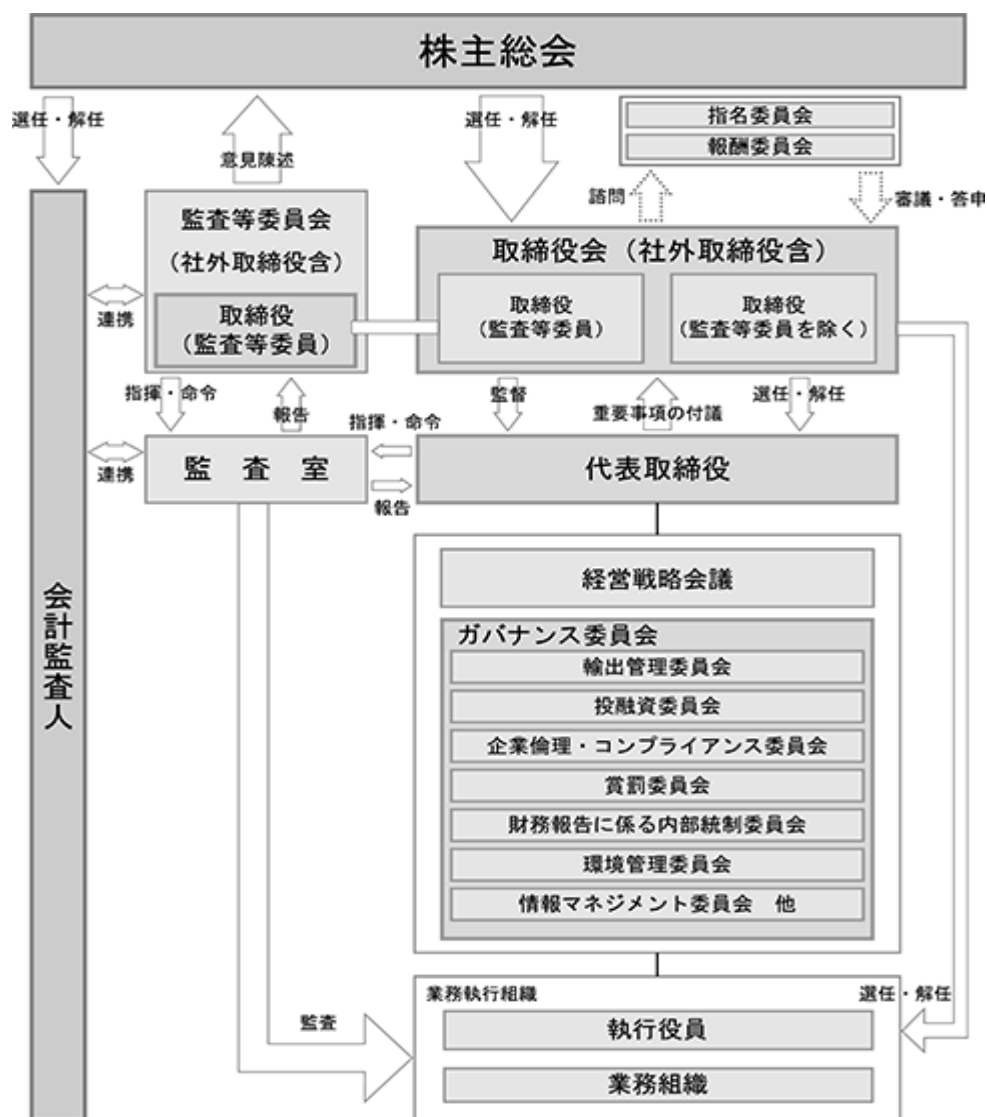 株主総会
選任・解任
意見陳述
選任・解任
指名委員会
報酬委員会
諮問
審議・答申
監査等委員会
(社外取締役含)
取締役
(監査等委員)
連携
取締役会(社外取締役含)
取締役
(監査等委員)
取締役
(監査等委員を除く)
指揮・命令
報告
監督
重要事項の付議
選任・解任
連携
監 査 室
指揮・命令
報告
代表取締役
会計監査人
経営戦略会議
ガバナンス委員会
輸出管理委員会
投融資委員会
企業倫理・コンプライアンス委員会
賞罰委員会
財務報告に係る内部統制委員会
環境管理委員会
情報マネジメント委員会 他
監査
業務執行組織
選任・解任
執行役員
業務組織